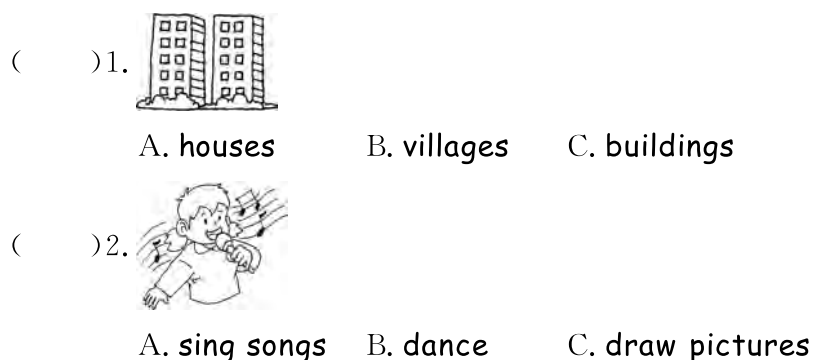 (    )1.
A. houses    B. villages    C. buildings
(    )2.
A. sing songs    B. dance    C. draw pictures